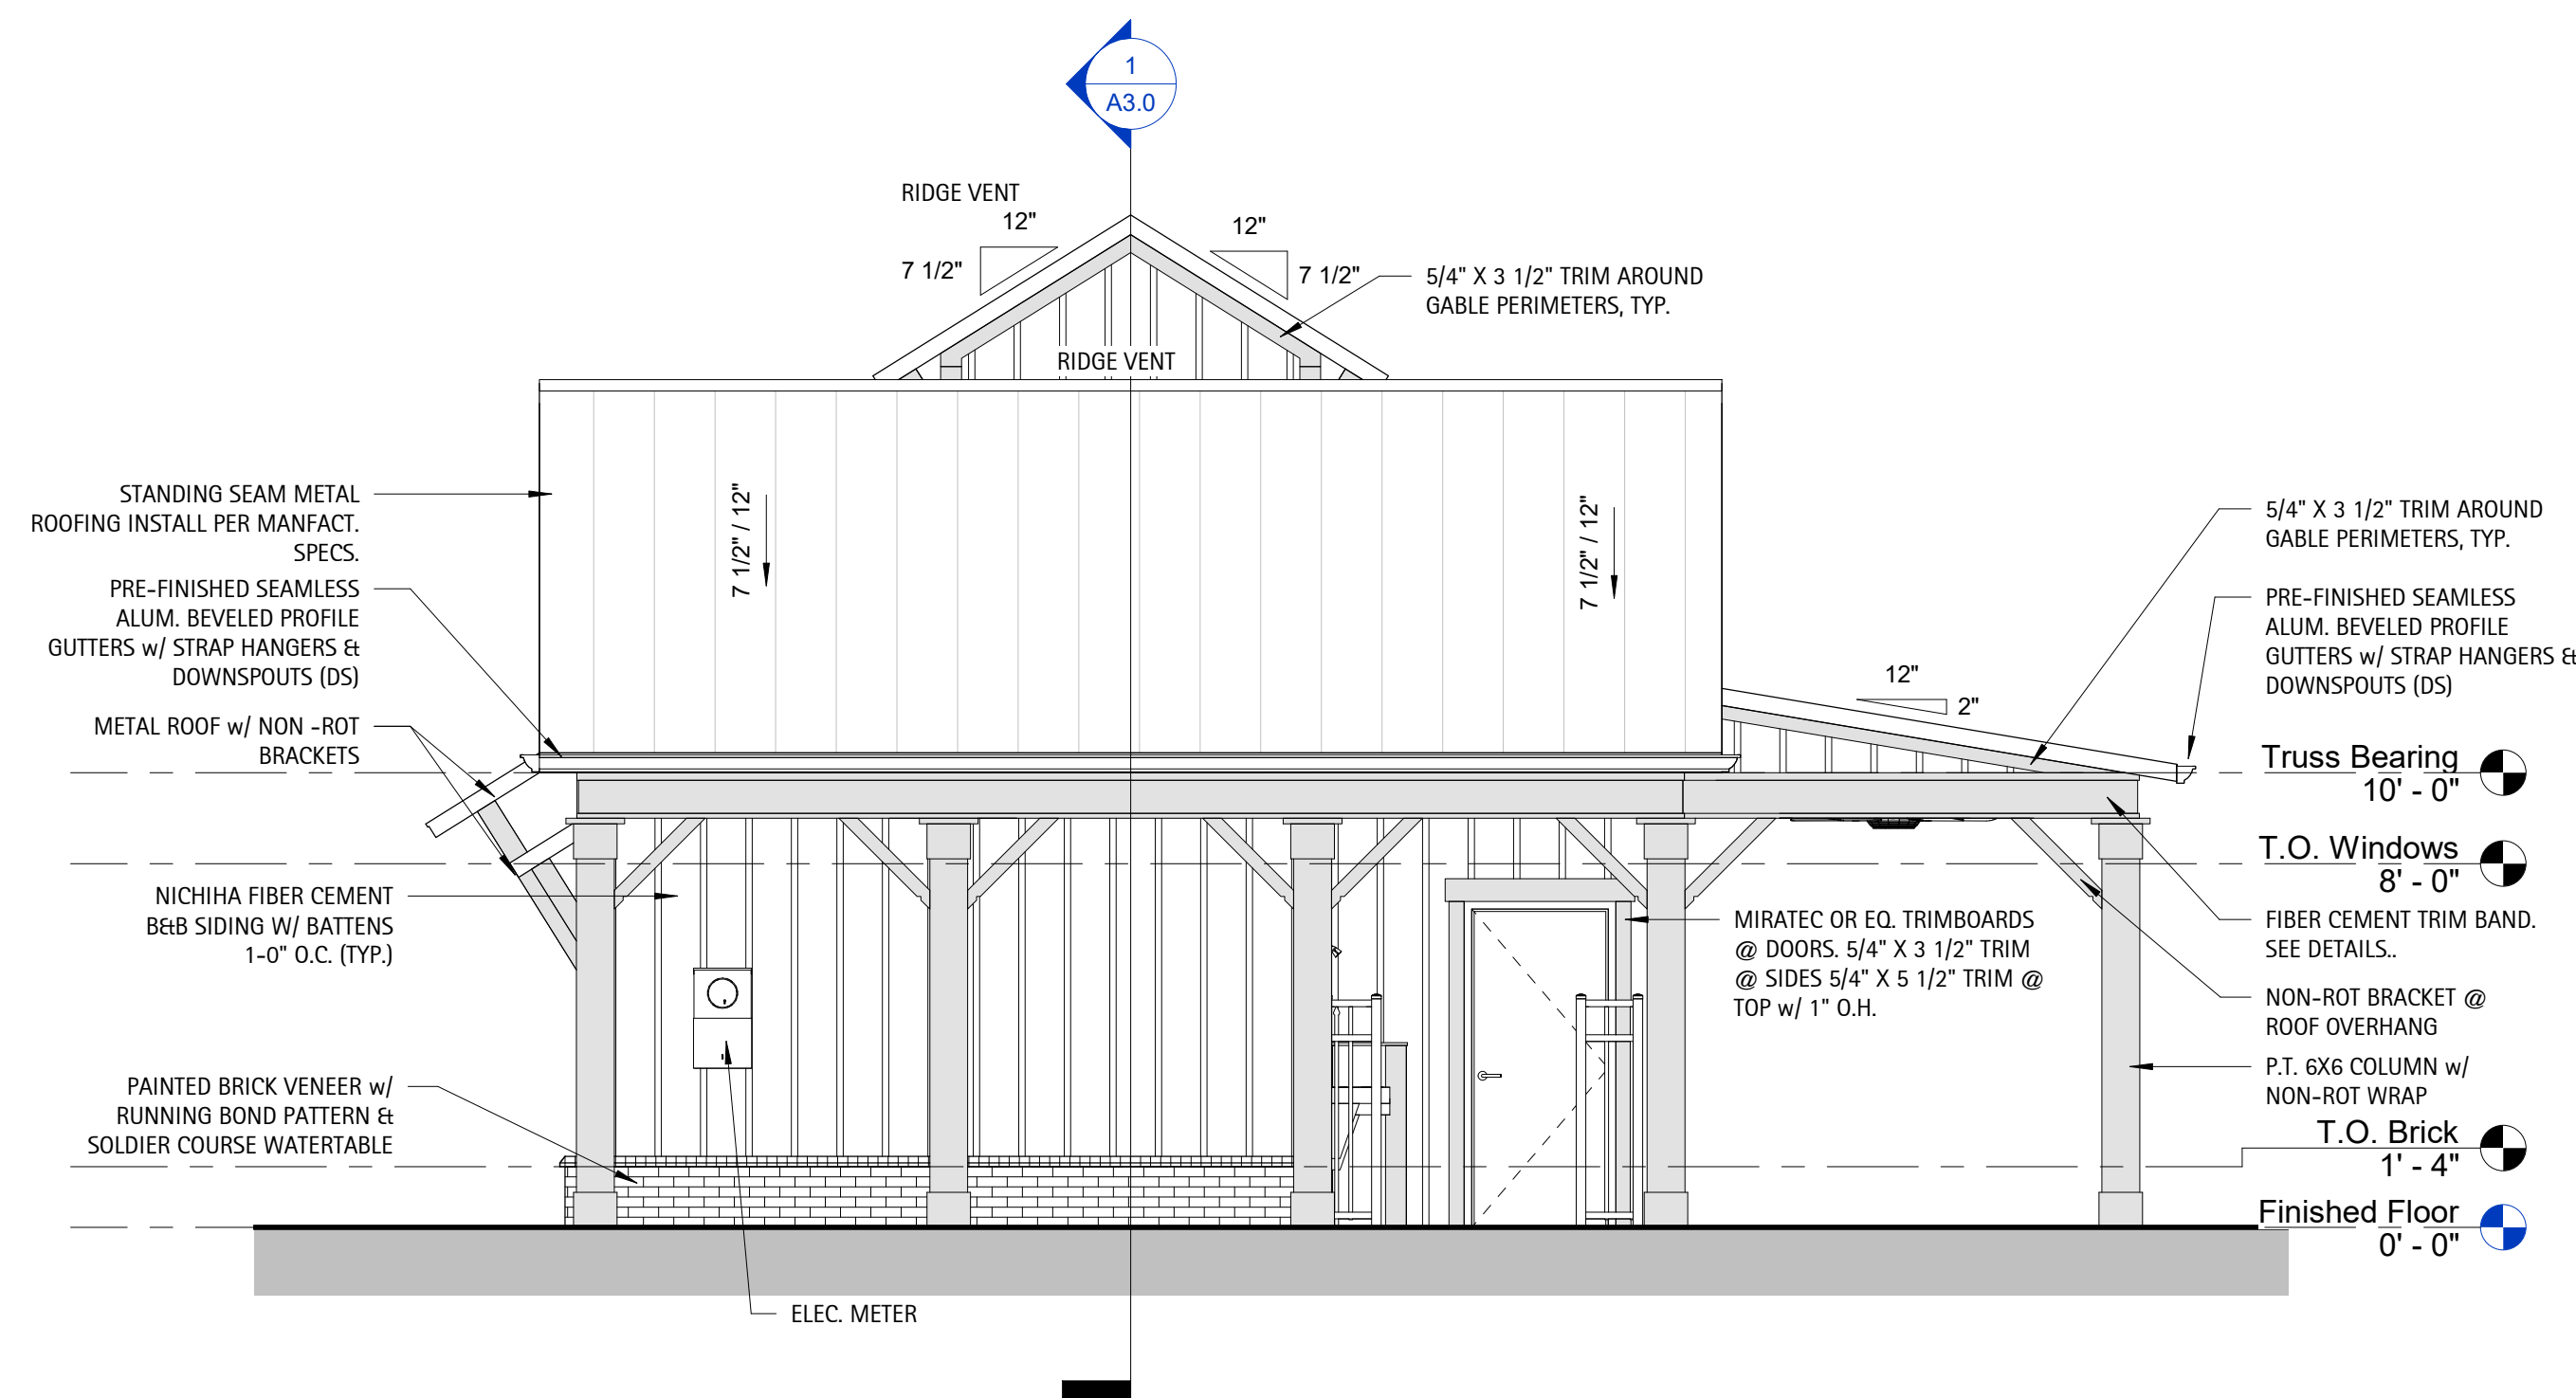 1
A3.0
RIDGE VENT
12"
7 1/2"
12"
7 1/2"
5/4" X 3 1/2" TRIM AROUND
GABLE PERIMETERS, TYP.
RIDGE VENT
STANDING SEAM METAL
ROOFING INSTALL PER MANFACT.
SPECS.
PRE-FINISHED SEAMLESS
ALUM. BEVELED PROFILE
GUTTERS w/ STRAP HANGERS &
DOWNSPOUTS (DS)
METAL ROOF w/ NON -ROT
BRACKETS
7 1/2" / 12"
7 1/2" / 12"
12"
2"
5/4" X 3 1/2" TRIM AROUND
GABLE PERIMETERS, TYP.
PRE-FINISHED SEAMLESS
ALUM. BEVELED PROFILE
GUTTERS w/ STRAP HANGERS &
DOWNSPOUTS (DS)
Truss Bearing
10' - 0"
T.O. Windows
8' - 0"
NICHIHA FIBER CEMENT
B&B SIDING W/ BATTENS
1-0" O.C. (TYP.)
MIRATEC OR EQ. TRIMBOARDS
@ DOORS. 5/4" X 3 1/2" TRIM
@ SIDES 5/4" X 5 1/2" TRIM @
TOP w/ 1" O.H.
FIBER CEMENT TRIM BAND.
SEE DETAILS..
NON-ROT BRACKET @
ROOF OVERHANG
P.T. 6X6 COLUMN w/
NON-ROT WRAP
PAINTED BRICK VENEER w/
RUNNING BOND PATTERN &
SOLDIER COURSE WATERTABLE
T.O. Brick
1' - 4"
Finished Floor
0' - 0"
ELEC. METER